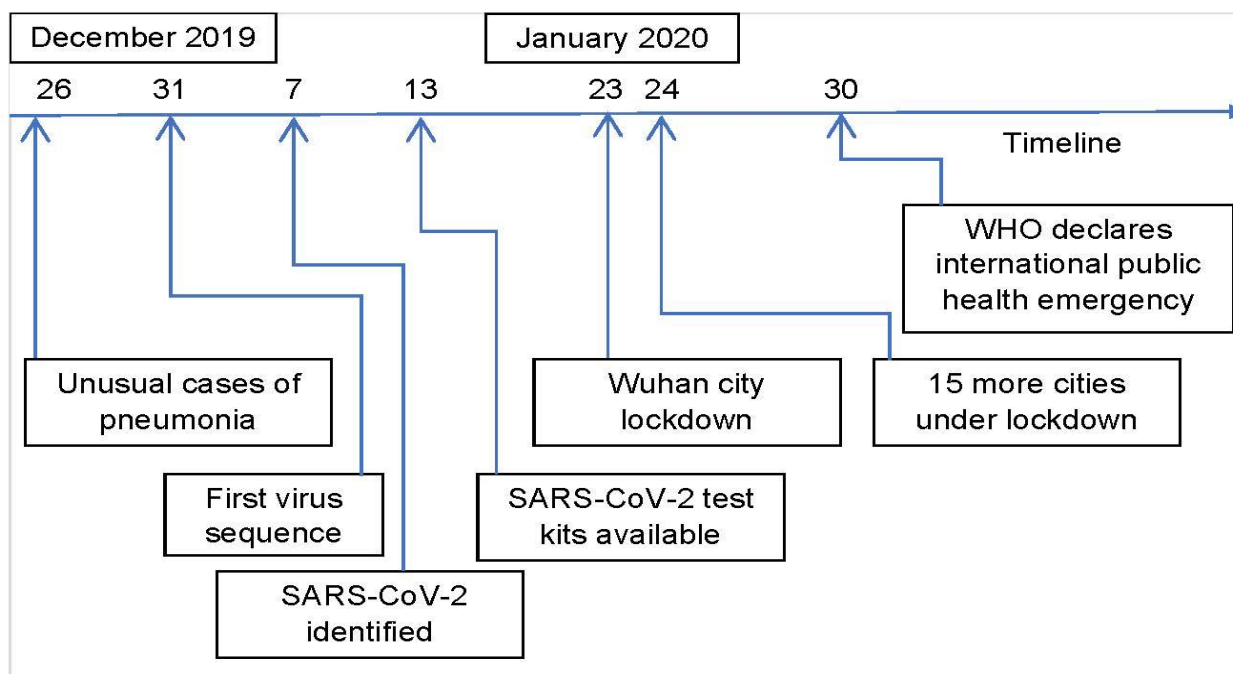 December 2019
January 2020
26 31 7 13 23 24 30
Timeline
WHO declares
international public
health emergency
Unusual cases of
pneumonia
Wuhan city
lockdown
15 more cities
under lockdown
First virus
sequence
SARS-CoV-2 test
kits available
SARS-CoV-2
identified